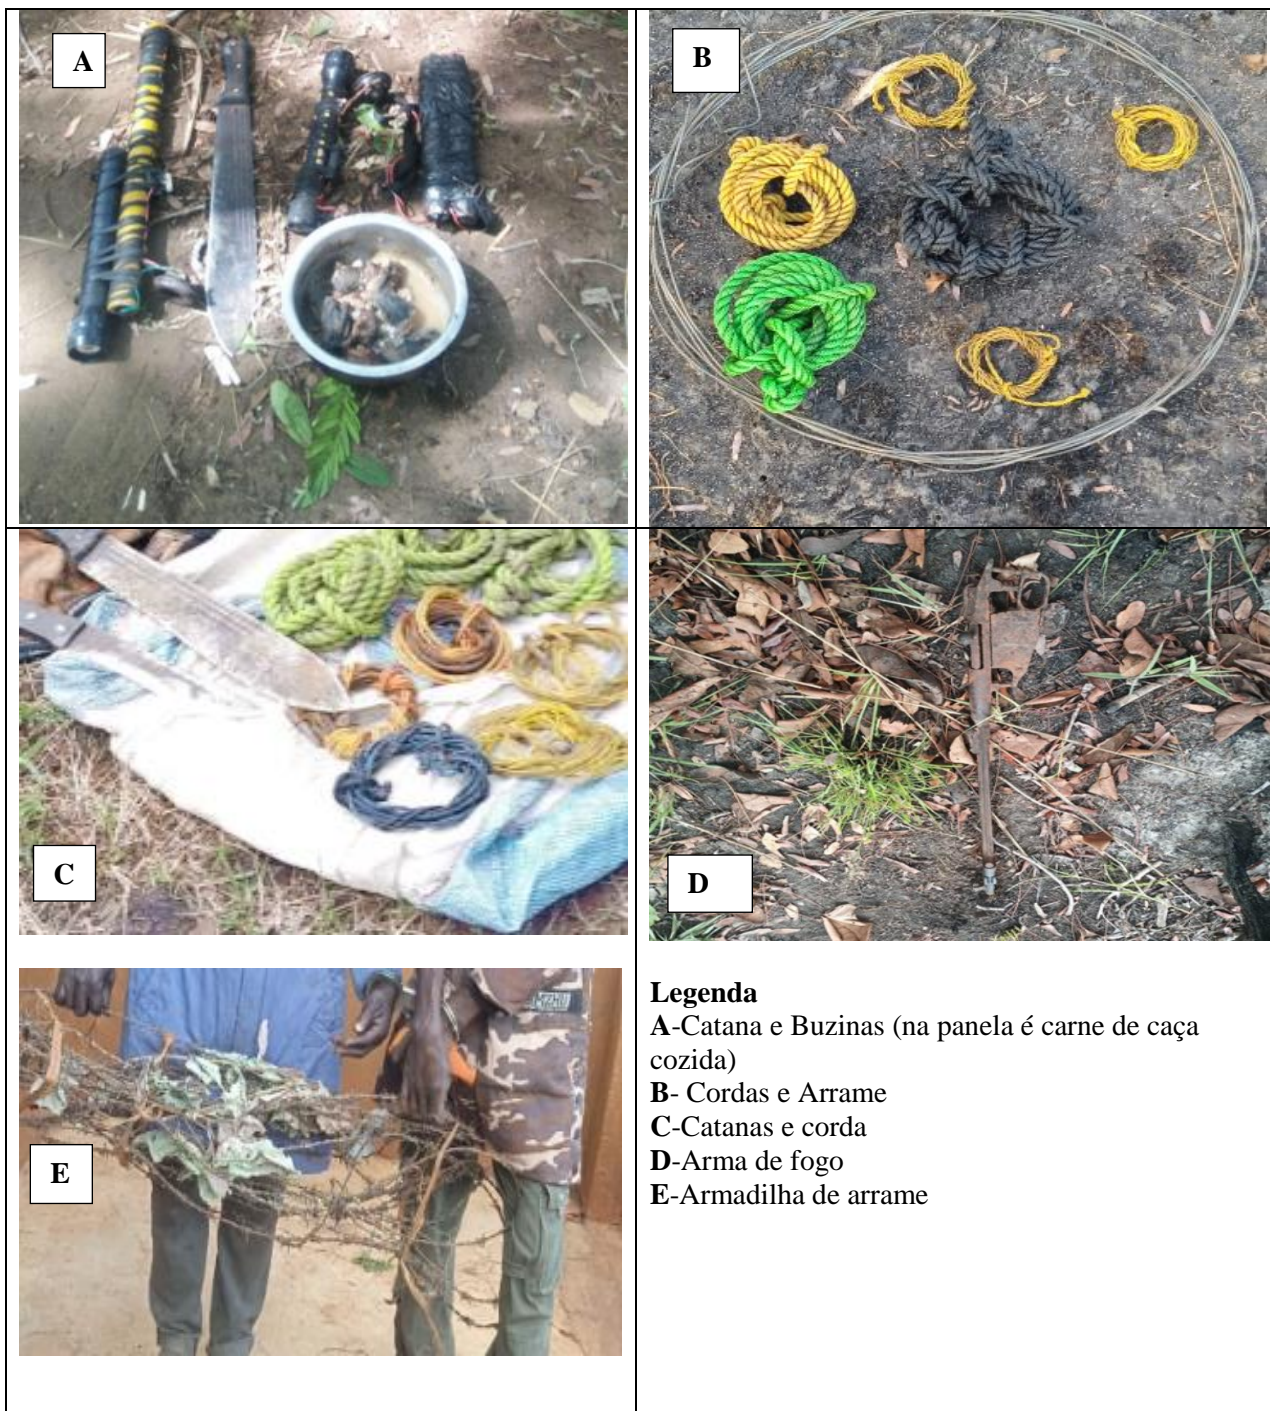 A
B
C
D
MZHU
E
Legenda
A-Catana e Buzinas (na panela é carne de caça
cozida)
B- Cordas e Arrame
C-Catanas e corda
D-Arma de fogo
E-Armadilha de arrame